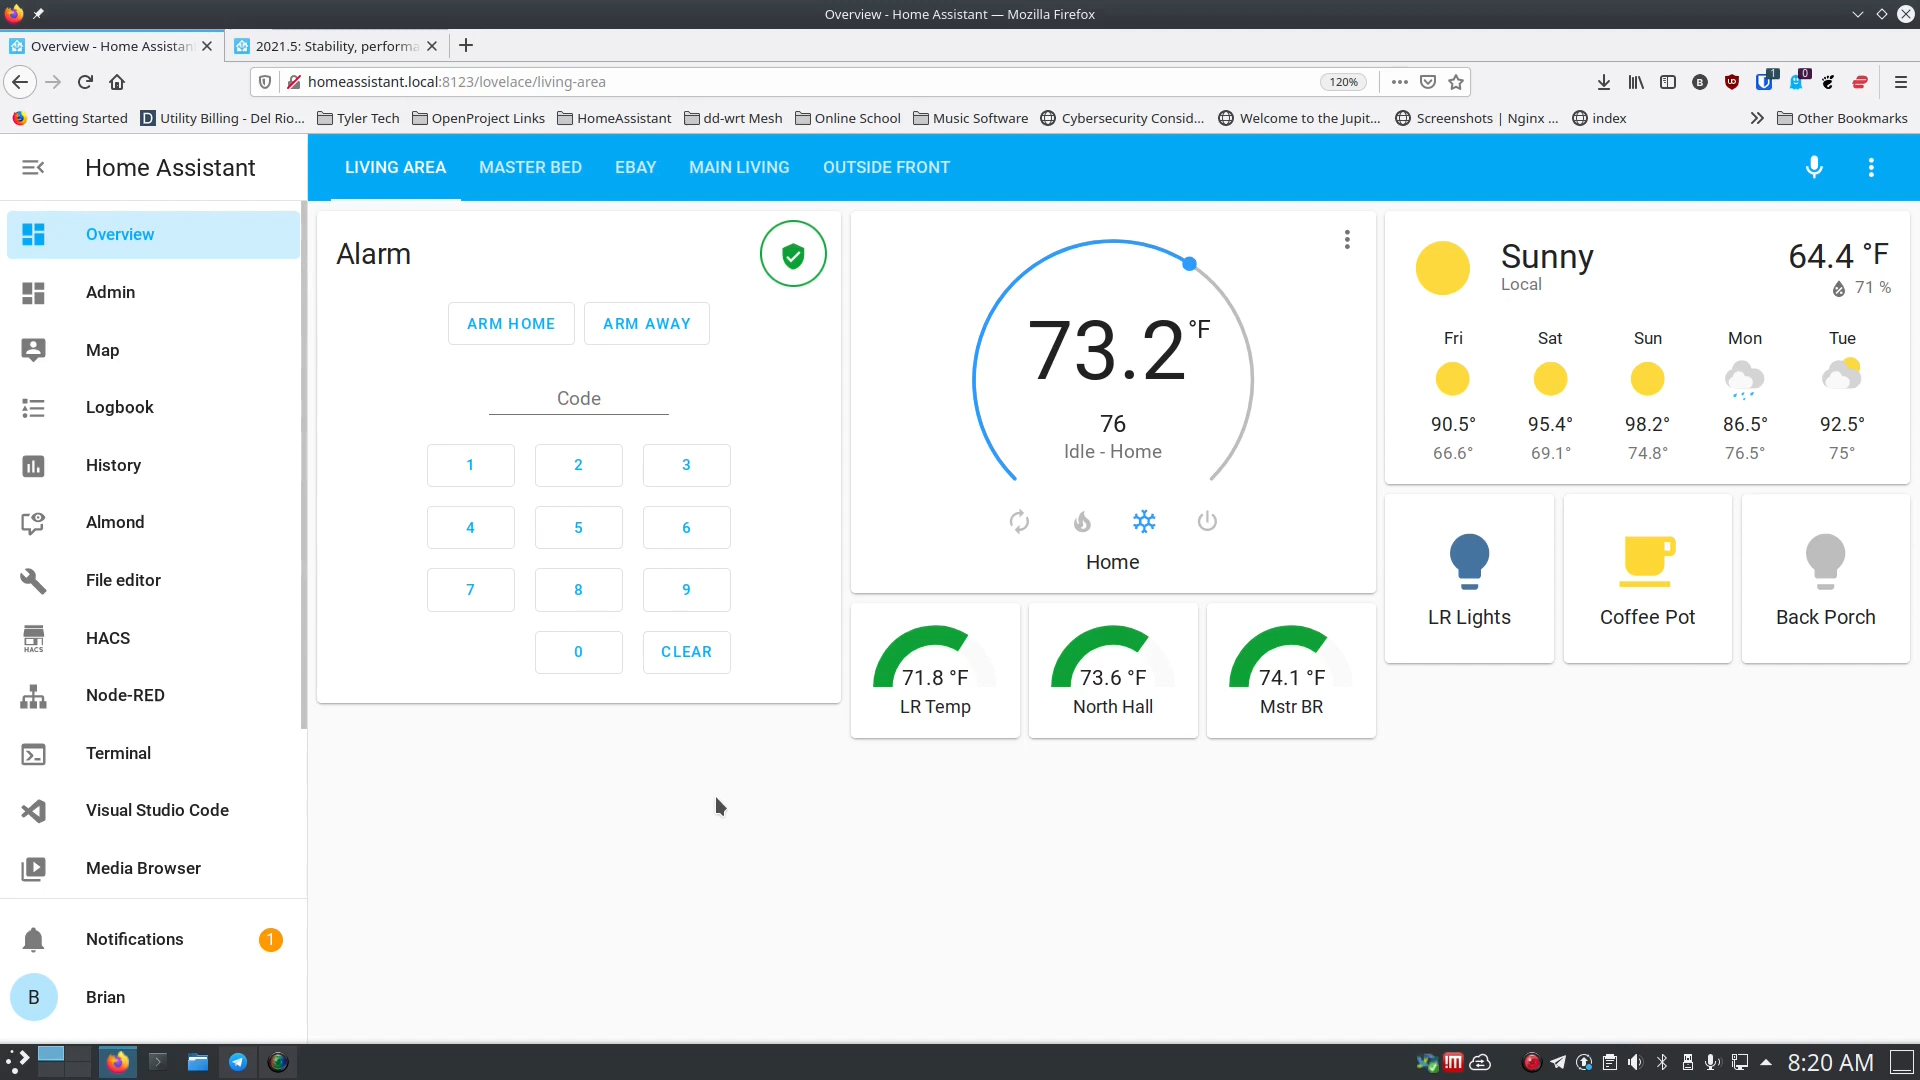 Overview - Home Assistant — Mozilla Firefox
Overview - Home Assistan
2021.5: Stability, performa
homeassistant.local:8123/lovelace/living-area
120%
1
0
Getting Started
Utility Billing - Del Rio...
Tyler Tech
OpenProject Links
HomeAssistant
dd-wrt Mesh
Online School
Music Software
Cybersecurity Consid...
Welcome to the Jupit...
Screenshots | Nginx ...
index
Other Bookmarks
Home Assistant
LIVING AREA
MASTER BED
EBAY
MAIN LIVING
OUTSIDE FRONT
Overview
Admin
Map
Logbook
History
Almond
File editor
HACS
HACS
Node-RED
Terminal
Visual Studio Code
Media Browser
Notifications
1
B
Brian
Alarm
ARM HOME
ARM AWAY
Code
1
2
3
4
5
6
7
8
9
0
CLEAR
73.2 °F
76
Idle - Home
Home
71.8 °F
LR Temp
73.6 °F
North Hall
74.1 °F
Mstr BR
Sunny
Local
64.4 °F
71 %
Fri
Sat
Sun
Mon
Tue
90.5°
95.4°
98.2°
86.5°
92.5°
66.6°
69.1°
74.8°
76.5°
75°
LR Lights
Coffee Pot
Back Porch
8:20 AM